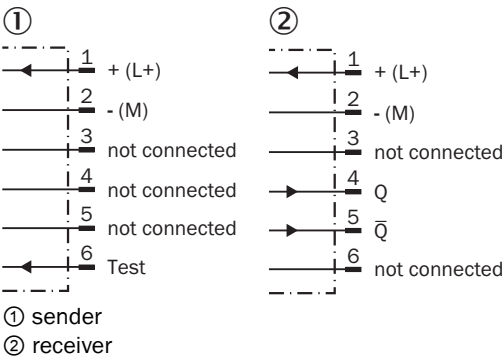 ①
1 + (L+)
2 - (M)
3 not connected
4 not connected
5 not connected
6 Test
②
1 + (L+)
2 - (M)
3 not connected
4 Q
5 Q̅
6 not connected
① sender
② receiver